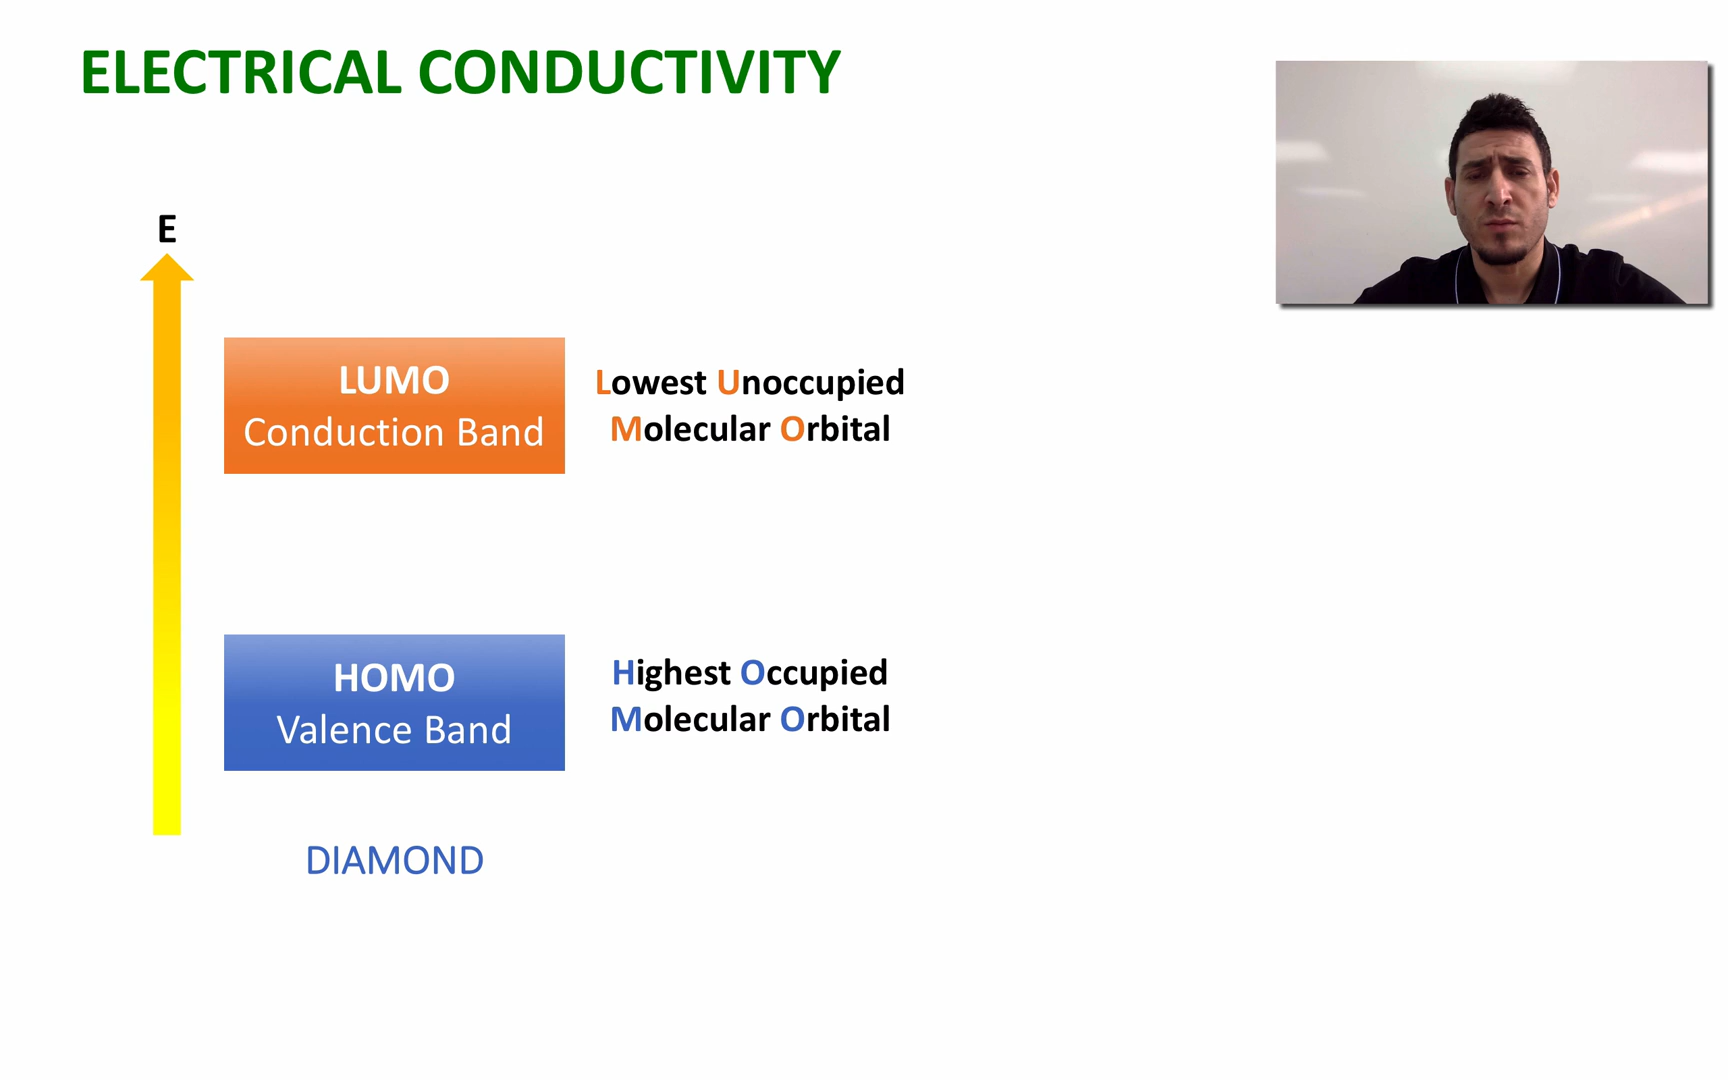 ELECTRICAL CONDUCTIVITY
E
LUMO
Conduction Band
Lowest Unoccupied
Molecular Orbital
HOMO
Valence Band
Highest Occupied
Molecular Orbital
DIAMOND